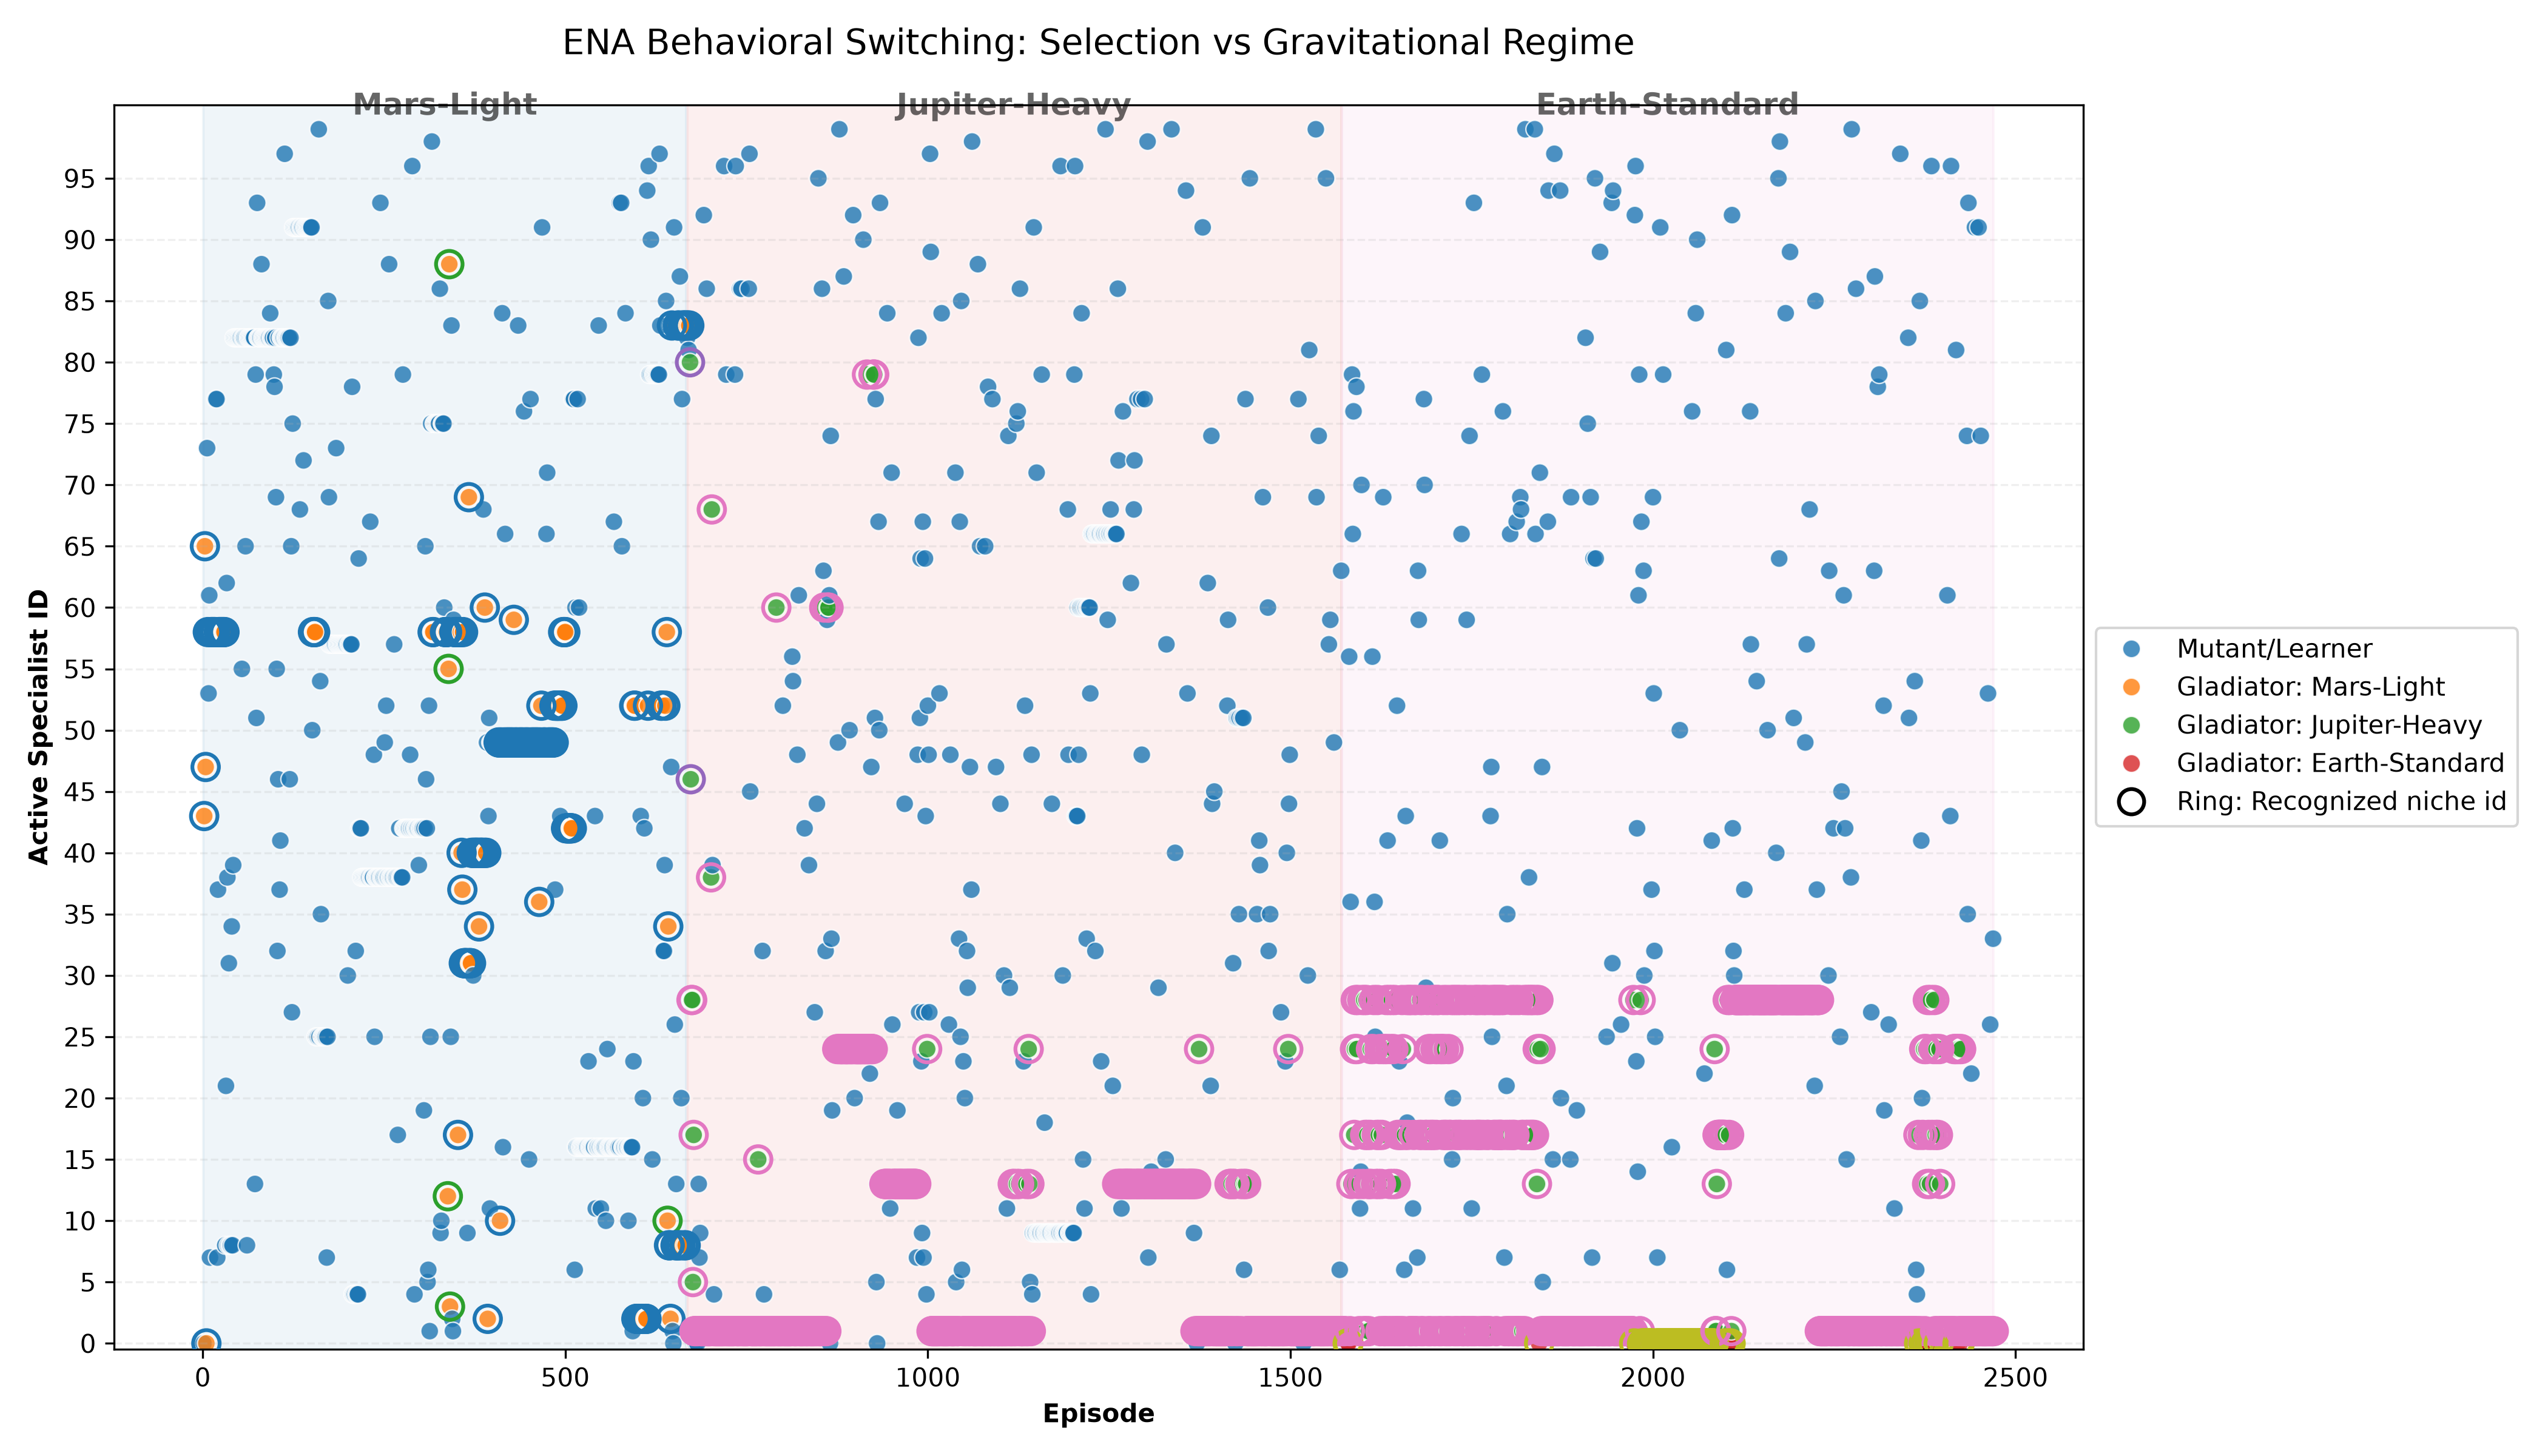 ENA Behavioral Switching: Selection vs Gravitational Regime
Mars-Light
Jupiter-Heavy
Earth-Standard
95
90
85
80
75
70
65
60
55
50
45
40
35
30
25
20
15
10
5
0
Active Specialist ID
0
500
1000
1500
2000
2500
Episode
Mutant/Learner
Gladiator: Mars-Light
Gladiator: Jupiter-Heavy
Gladiator: Earth-Standard
Ring: Recognized niche id